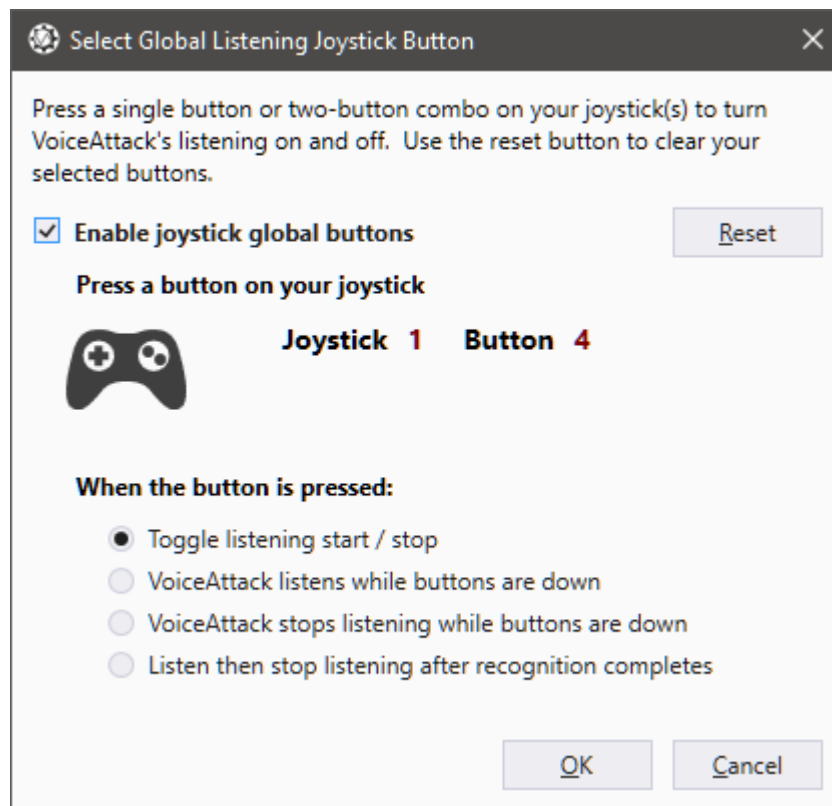 Select Global Listening Joystick Button
Press a single button or two-button combo on your joystick(s) to turn
VoiceAttack's listening on and off.  Use the reset button to clear your
selected buttons.
Enable joystick global buttons
Reset
Press a button on your joystick
Joystick 1 Button 4
When the button is pressed:
Toggle listening start / stop
VoiceAttack listens while buttons are down
VoiceAttack stops listening while buttons are down
Listen then stop listening after recognition completes
OK Cancel